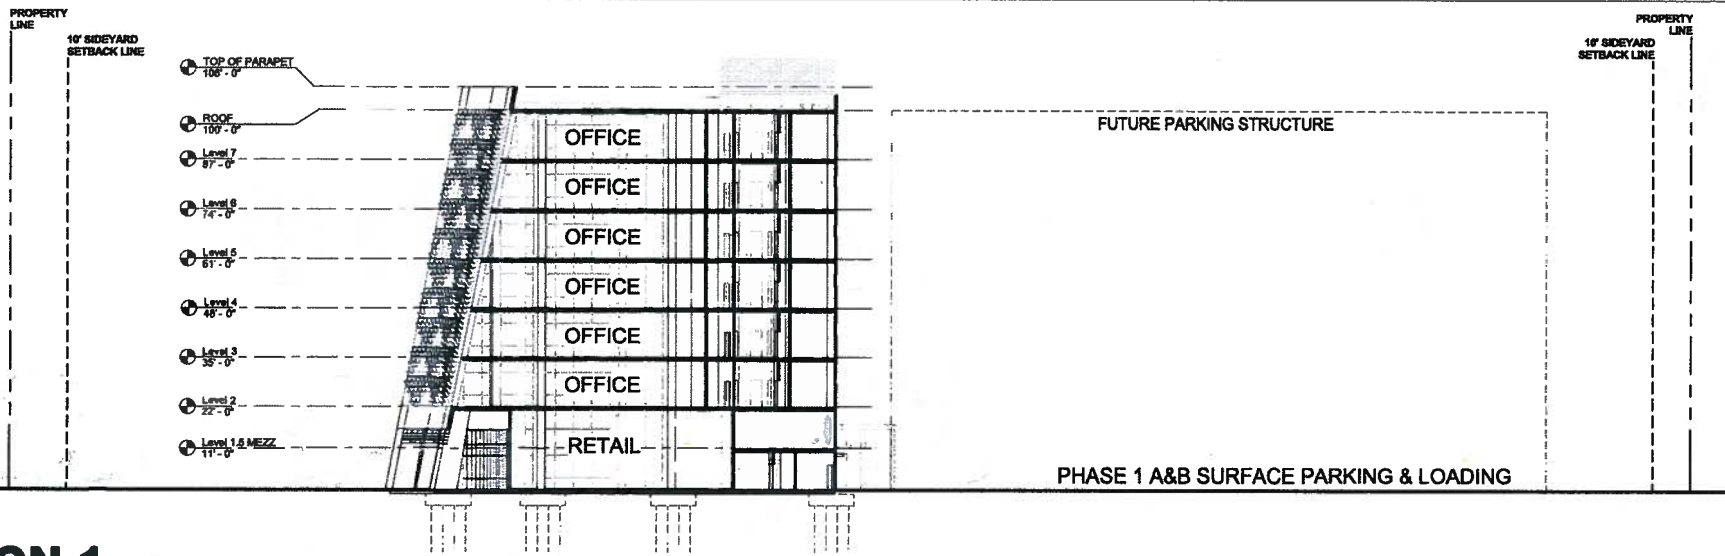 PROPERTY
LINE
10' SIDEYARD
SETBACK LINE
TOP OF PARAPET
106' - 0"
ROOF
100' - 0"
Level 7
87' - 0"
Level 6
74' - 0"
Level 5
61' - 0"
Level 4
48' - 0"
Level 3
35' - 0"
Level 2
22' - 0"
Level 1.5 MEZZ
11' - 0"
OFFICE
OFFICE
OFFICE
OFFICE
OFFICE
OFFICE
RETAIL
FUTURE PARKING STRUCTURE
PHASE 1 A&B SURFACE PARKING & LOADING
PROPERTY
LINE
10' SIDEYARD
SETBACK LINE